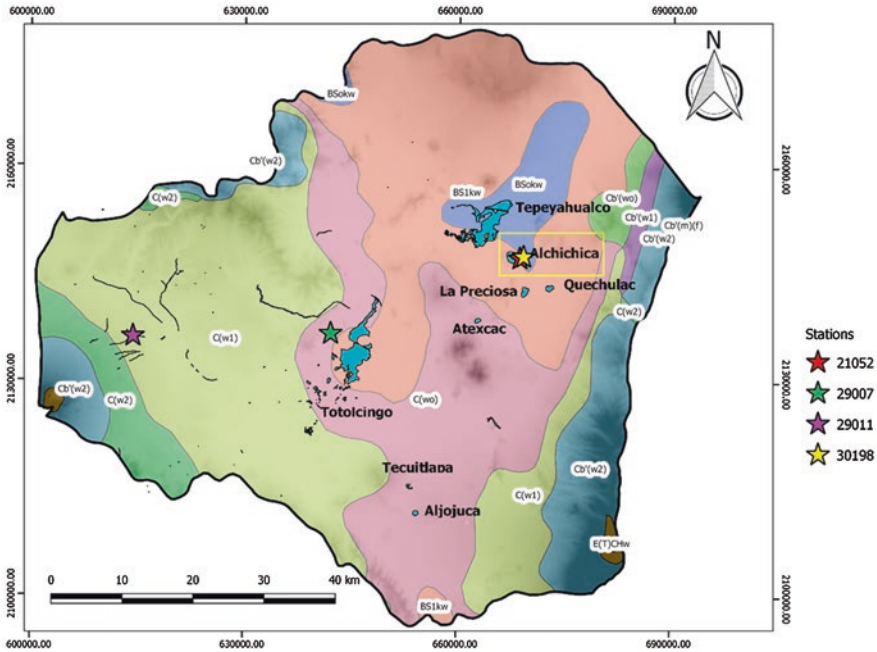 600000.00 630000.00 660000.00 690000.00
N
BSokw
2160000.00
2160000.00
Cb'(w2)
C(w2)
BS1kw
BSokw
Tepeyahualco
Cb'(wo)
Cb'(w1)
Cb'(m)(f)
Cb'(w2)
Alchichica
La Preciosa
Quechulac
C(w2)
Atexcac
C(w1)
Stations
21052
29007
29011
30198
2130000.00
2130000.00
Cb'(w2)
C(w2)
C(wo)
Totolcingo
Tecuitlapa
Cb'(w2)
C(w1)
Aljojuca
E(T)CHw
0 10 20 30 40 km
2100000.00
2100000.00
BS1kw
600000.00 630000.00 660000.00 690000.00